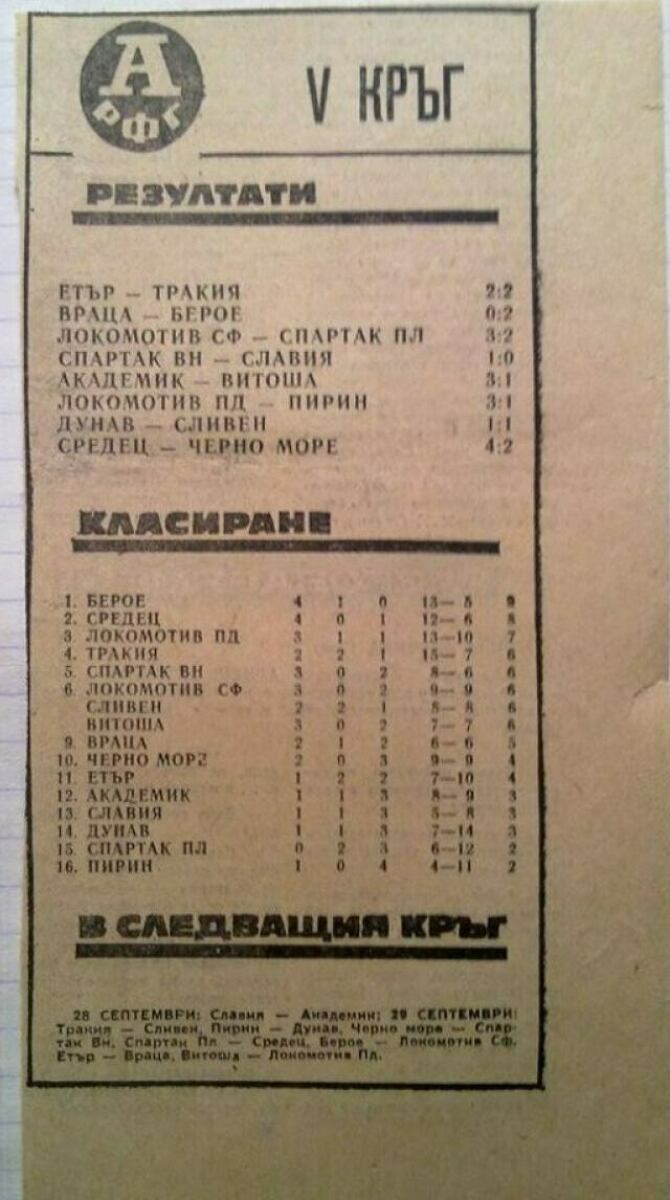 А
РФГ
V КРЪГ
РЕЗУЛТАТИ
ЕТЪР — ТРАКИЯ 2:2
ВРАЦА — БЕРОЕ 0:2
ЛОКОМОТИВ СФ — СПАРТАК ПЛ 3:2
СПАРТАК ВН — СЛАВИЯ 1:0
АКАДЕМИК — ВИТОША 3:1
ЛОКОМОТИВ ПД — ПИРИН 3:1
ДУНАВ — СЛИВЕН 1:1
СРЕДЕЦ — ЧЕРНО МОРЕ 4:2
КЛАСИРАНЕ
1. БЕРОЕ 4 1 0 13— 8 9
2. СРЕДЕЦ 4 0 1 12— 6 8
3. ЛОКОМОТИВ ПД 3 1 1 13—10 7
4. ТРАКИЯ 2 2 1 15— 7 6
5. СПАРТАК ВН 3 0 2 8— 6 6
6. ЛОКОМОТИВ СФ 3 0 2 9— 9 6
СЛИВЕН 2 2 1 8— 8 6
ВИТОША 3 0 2 7— 7 6
9. ВРАЦА 2 1 2 6— 6 5
10. ЧЕРНО МОРЕ 2 0 3 9— 9 4
11. ЕТЪР 1 2 2 7—10 4
12. АКАДЕМИК 1 1 3 8— 9 3
13. СЛАВИЯ 1 1 3 5— 8 3
14. ДУНАВ 1 1 3 7—14 3
15. СПАРТАК ПЛ 0 2 3 6—12 2
16. ПИРИН 1 0 4 4—11 2
В СЛЕДВАЩИЯ КРЪГ
28 СЕПТЕМВРИ: Славия — Академик; 29 СЕПТЕМВРИ:
Тракия — Сливен, Пирин — Дунав, Черно море — Спар-
так Вн, Спартак Пл — Средец, Берое — Локомотив Сф.
Етър — Враца, Витоша — Локомотив Пд.